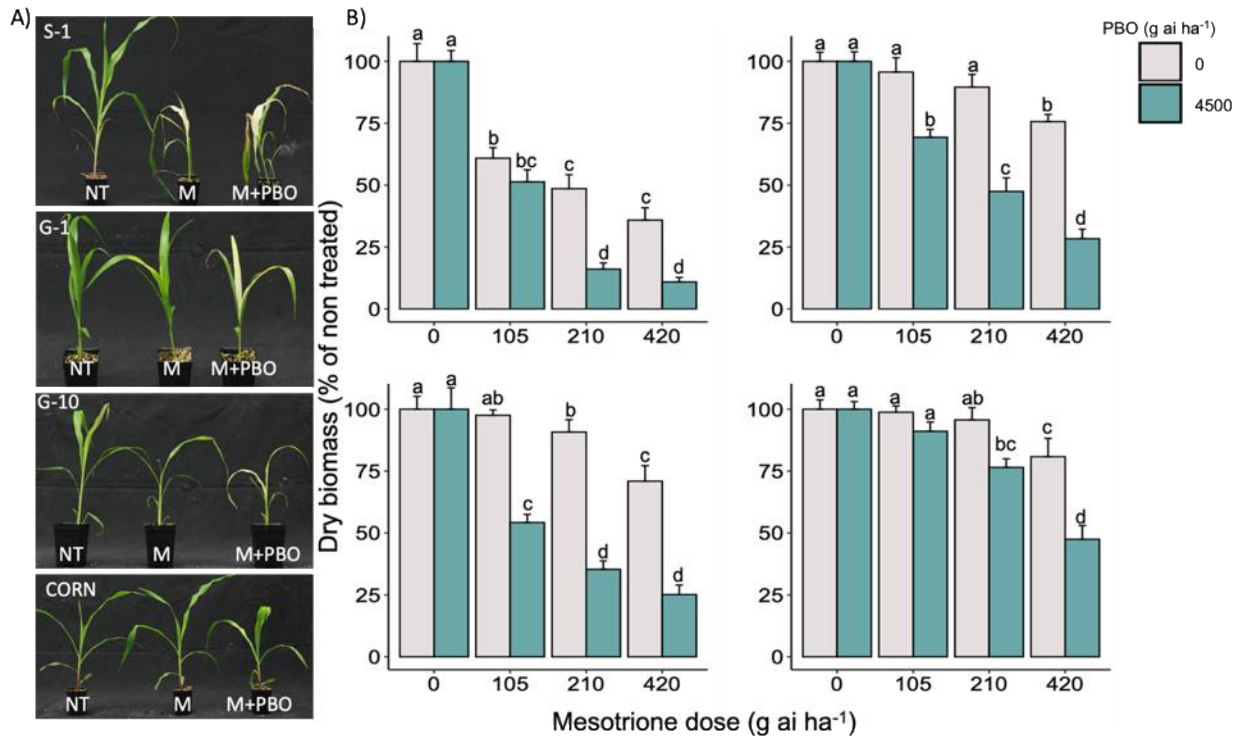 A)
S-1
NT M M+PBO
G-1
NT M M+PBO
G-10
NT M M+PBO
CORN
NT M M+PBO
B)
Dry biomass (% of non treated)
100
75
50
25
0
a a b bc c d c d
0 105 210 420
100
75
50
25
0
a a a b a c b d
0 105 210 420
100
75
50
25
0
a a ab c b d c d
0 105 210 420
100
75
50
25
0
a a a a ab bc c d
0 105 210 420
Mesotrione dose (g ai ha⁻¹)
PBO (g ai ha⁻¹)
0
4500